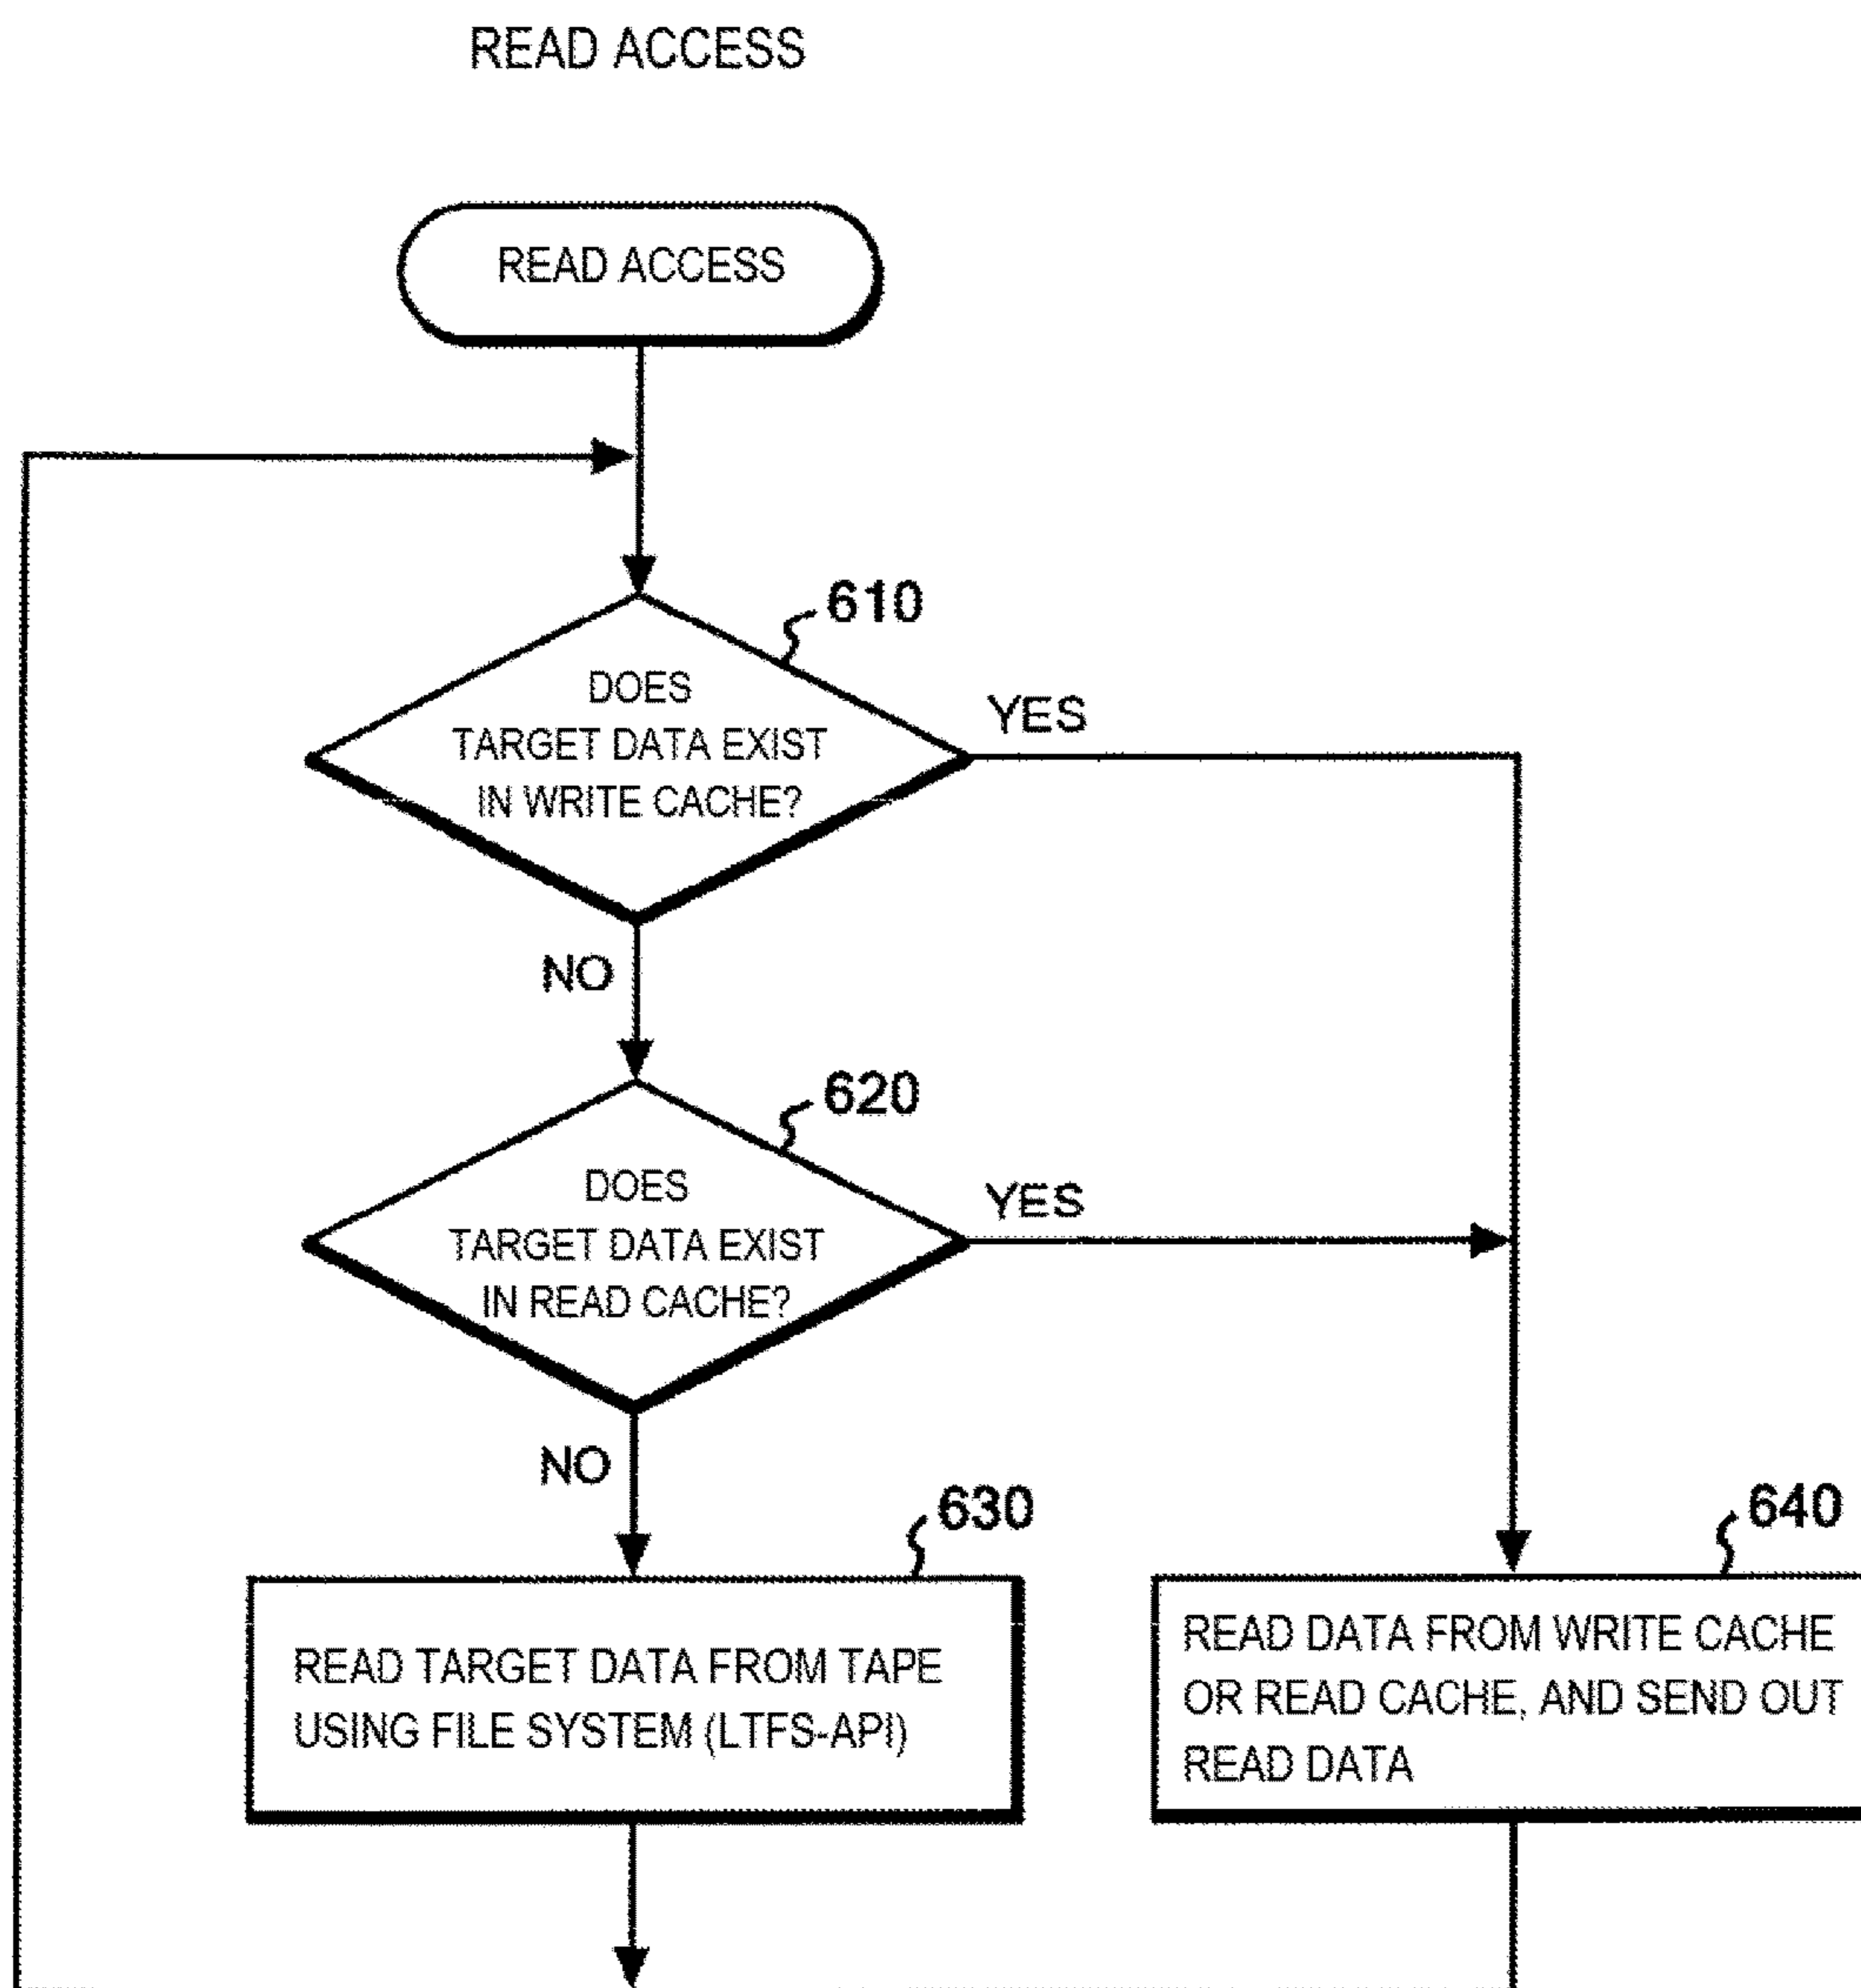 READ ACCESS
READ ACCESS
610
DOES
TARGET DATA EXIST
IN WRITE CACHE?
YES
NO
620
DOES
TARGET DATA EXIST
IN READ CACHE?
YES
NO
630
READ TARGET DATA FROM TAPE
USING FILE SYSTEM (LTFS-API)
640
READ DATA FROM WRITE CACHE
OR READ CACHE, AND SEND OUT
READ DATA